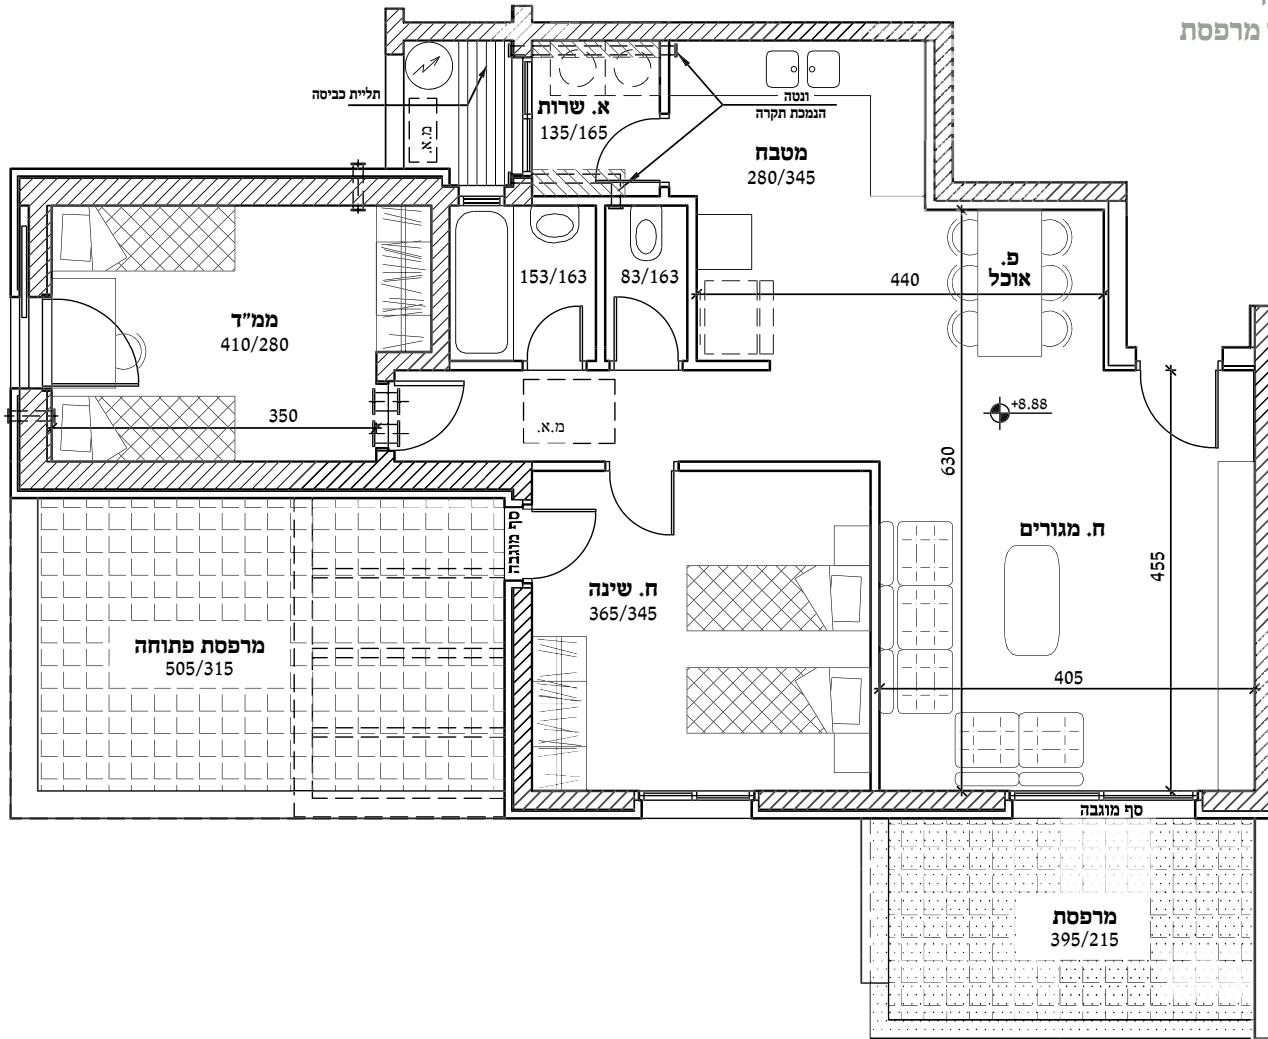 מרפסת
תליית כביסה
א. שרות
135/165
ונטה
הנמכת תקרה
מ.א.
מטבח
280/345
פ.
אוכל
153/163
83/163
440
ממ"ד
410/280
350
+8.88
מ.א.
630
ח. מגורים
455
סף מוגבה
ח. שינה
365/345
מרפסת פתוחה
505/315
405
סף מוגבה
מרפסת
395/215